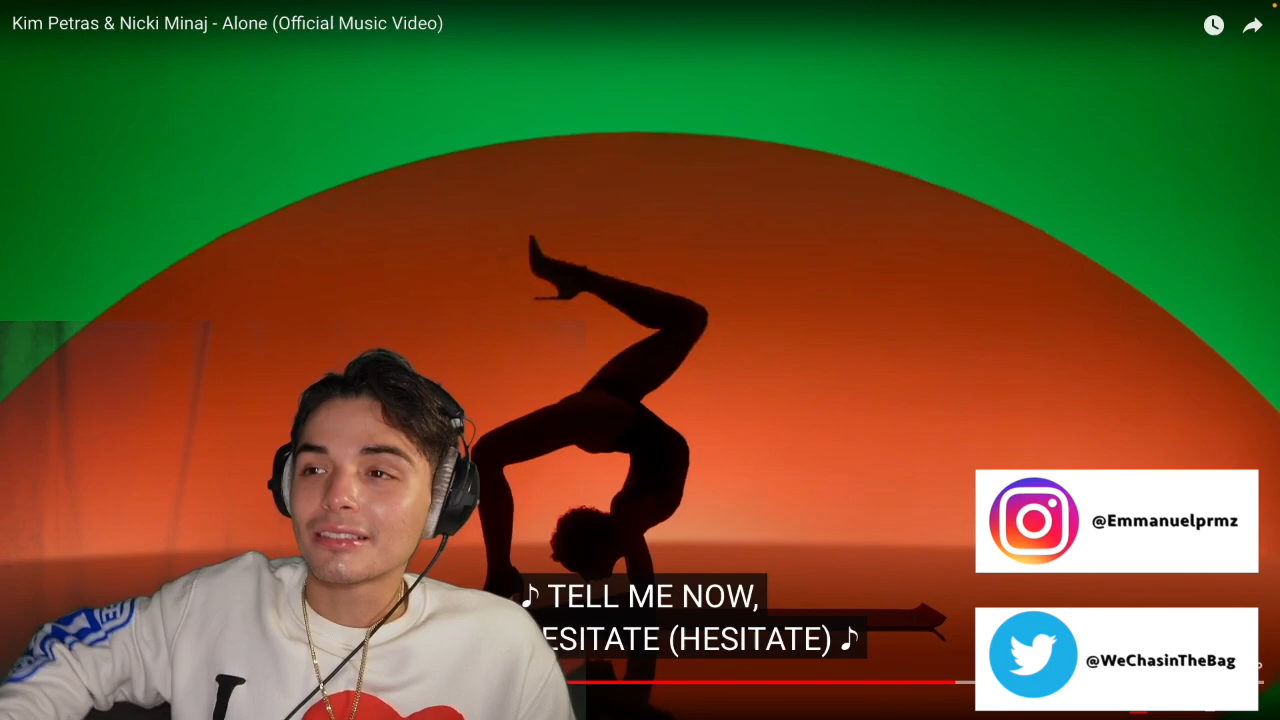 Kim Petras & Nicki Minaj - Alone (Official Music Video)
@Emmanuelprmz
♪ TELL ME NOW,
ESITATE (HESITATE) ♪
@WeChasinTheBag
I